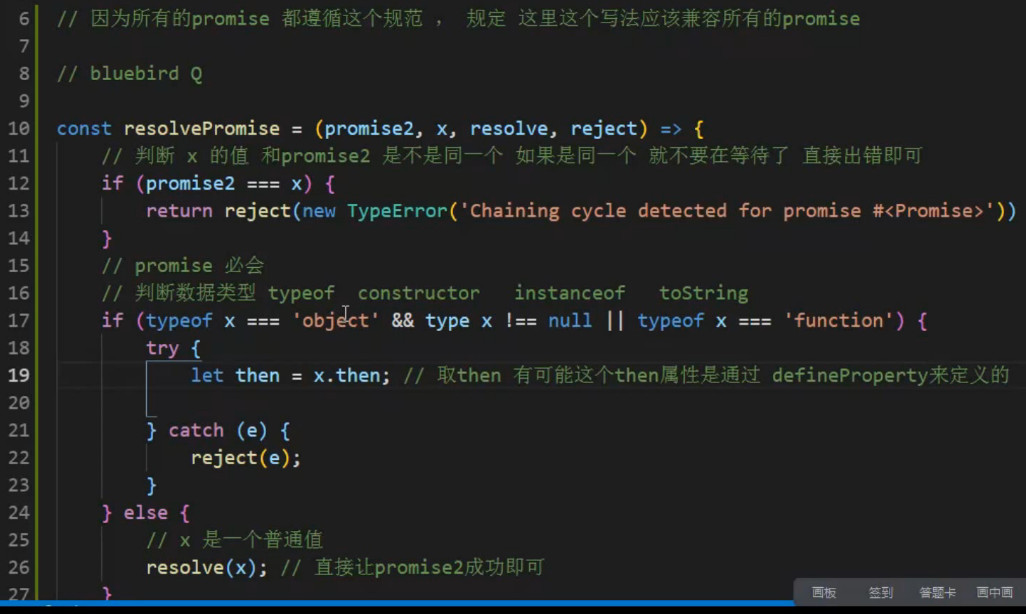 6 // 因为所有的promise 都遵循这个规范 ， 规定 这里这个写法应该兼容所有的promise
7
8 // bluebird Q
9
10 const resolvePromise = (promise2, x, resolve, reject) => {
11 // 判断 x 的值 和promise2 是不是同一个 如果是同一个 就不要在等待了 直接出错即可
12 if (promise2 === x) {
13 return reject(new TypeError('Chaining cycle detected for promise #<Promise>'))
14 }
15 // promise 必会
16 // 判断数据类型 typeof constructor instanceof toString
17 if (typeof x === 'object' && type x !== null || typeof x === 'function') {
18 try {
19 let then = x.then; // 取then 有可能这个then属性是通过 defineProperty来定义的
20
21 } catch (e) {
22 reject(e);
23 }
24 } else {
25 // x 是一个普通值
26 resolve(x); // 直接让promise2成功即可
27 }
画板 签到 答题卡 画中画